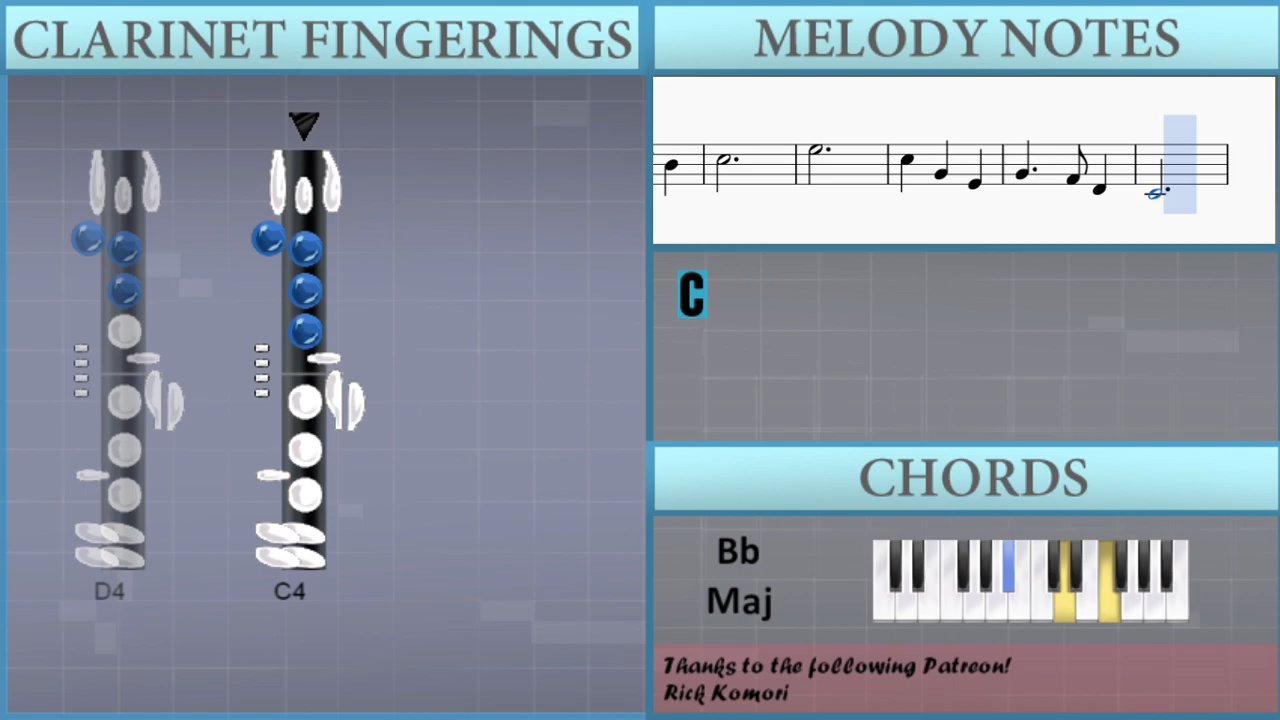 CLARINET FINGERINGS
MELODY NOTES
C
CHORDS
Bb
Maj
D4
C4
Thanks to the following Patreon!
Rick Komori